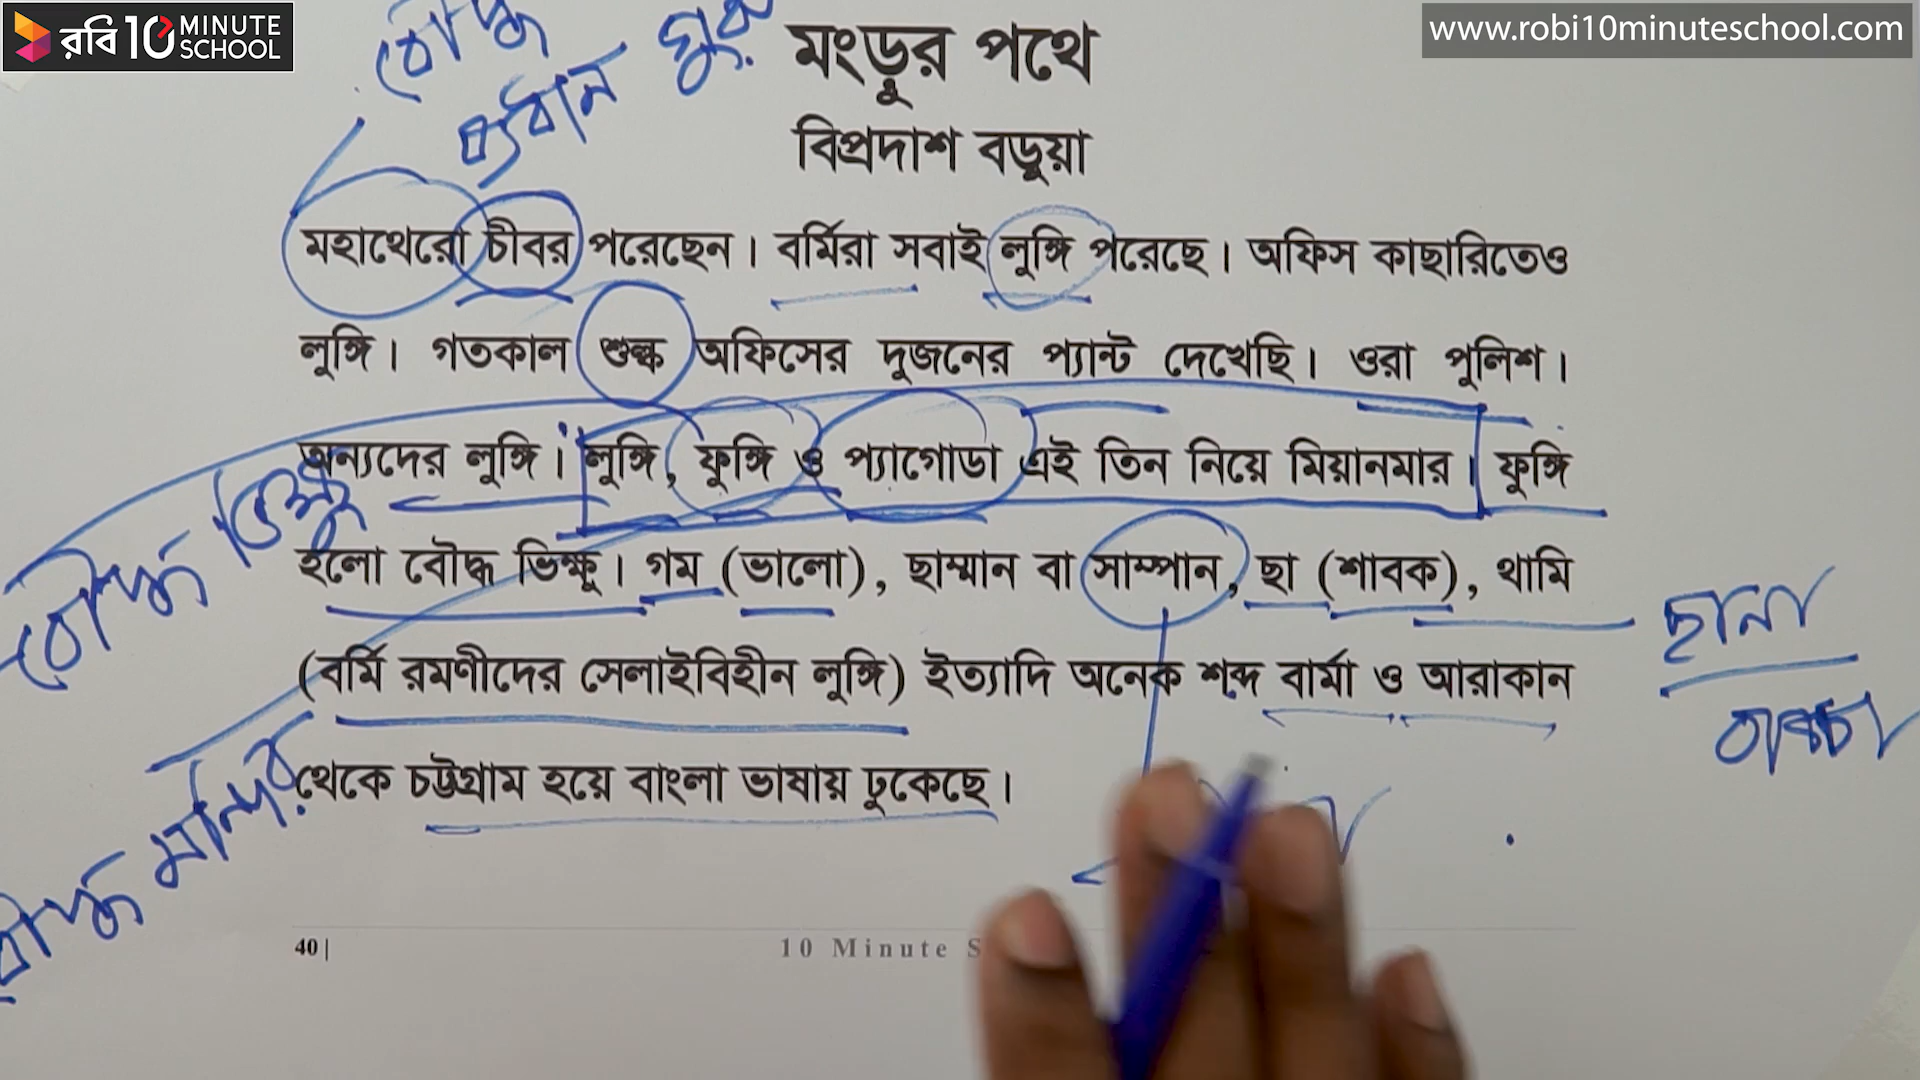 রবি 10 MINUTE SCHOOL
www.robi10minuteschool.com
বৌদ্ধ
প্রধান গুরু
মংডুর পথে
বিপ্রদাশ বড়ুয়া
মহাথেরো চীবর পরেছেন। বর্মিরা সবাই লুঙ্গি পরেছে। অফিস কাছারিতেও
লুঙ্গি। গতকাল শুল্ক অফিসের দুজনের প্যান্ট দেখেছি। ওরা পুলিশ।
অন্যদের লুঙ্গি। লুঙ্গি, ফুঙ্গি ও প্যাগোডা এই তিন নিয়ে মিয়ানমার। ফুঙ্গি
হলো বৌদ্ধ ভিক্ষু। গম (ভালো), ছাম্মান বা সাম্পান, ছা (শাবক), থামি
(বর্মি রমণীদের সেলাইবিহীন লুঙ্গি) ইত্যাদি অনেক শব্দ বার্মা ও আরাকান
থেকে চট্টগ্রাম হয়ে বাংলা ভাষায় ঢুকেছে।
বৌদ্ধ ভিক্ষু
বৌদ্ধ মন্দির
ছানা
বাচ্চা
40 |
10 Minute